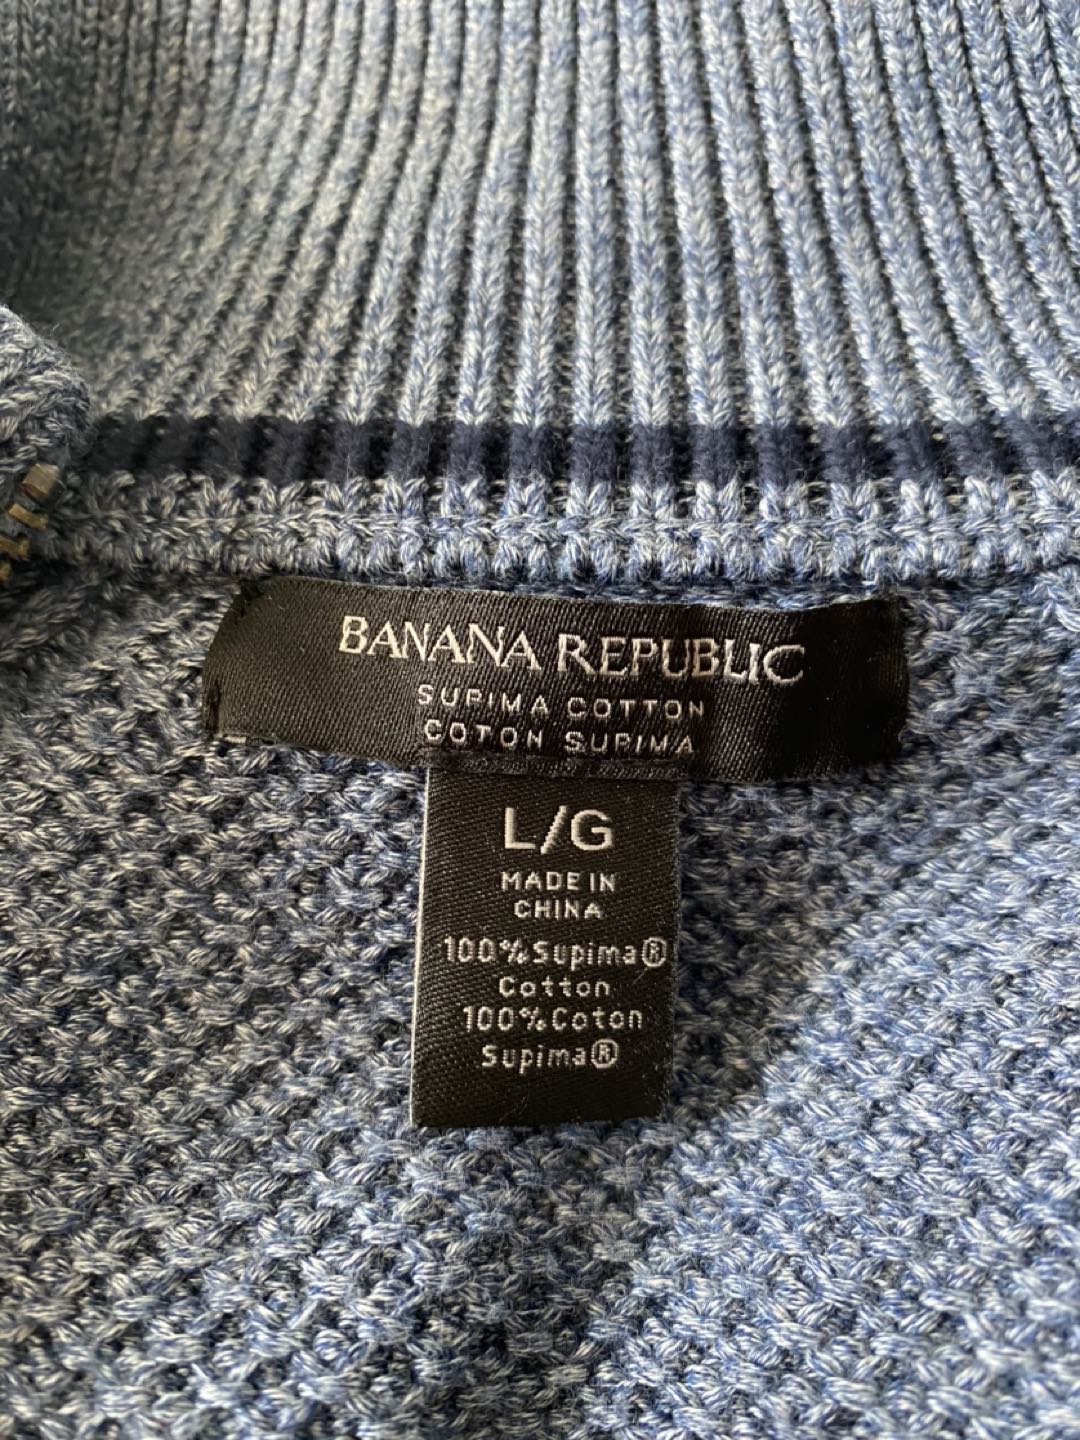 BANANA REPUBLIC
SUPIMA COTTON
COTON SUPIMA
L/G
MADE IN
CHINA
100%Supima®
Cotton
100%Coton
Supima®